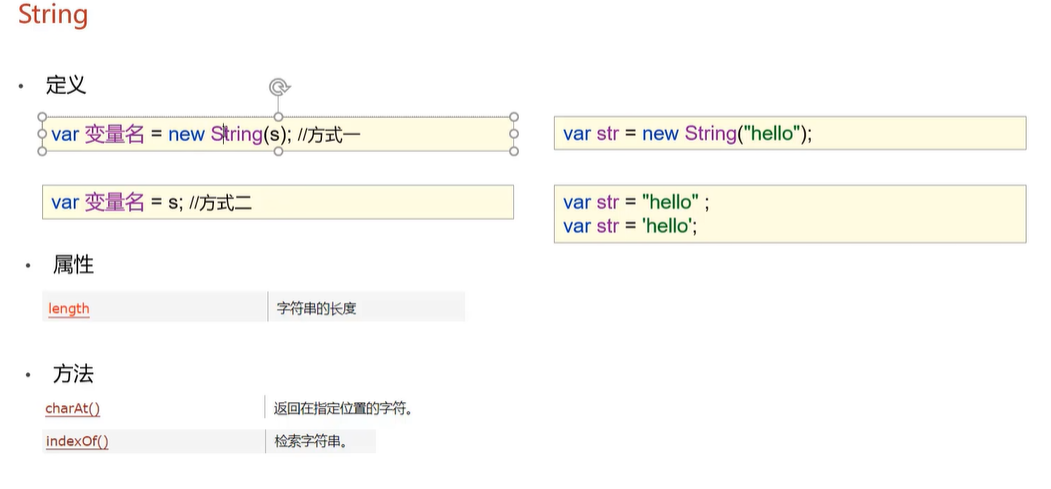 String
• 定义
var 变量名 = new String(s); //方式一
var str = new String("hello");
var 变量名 = s; //方式二
var str = "hello" ;
var str = 'hello';
• 属性
length 字符串的长度
• 方法
charAt() 返回在指定位置的字符。
indexOf() 检索字符串。